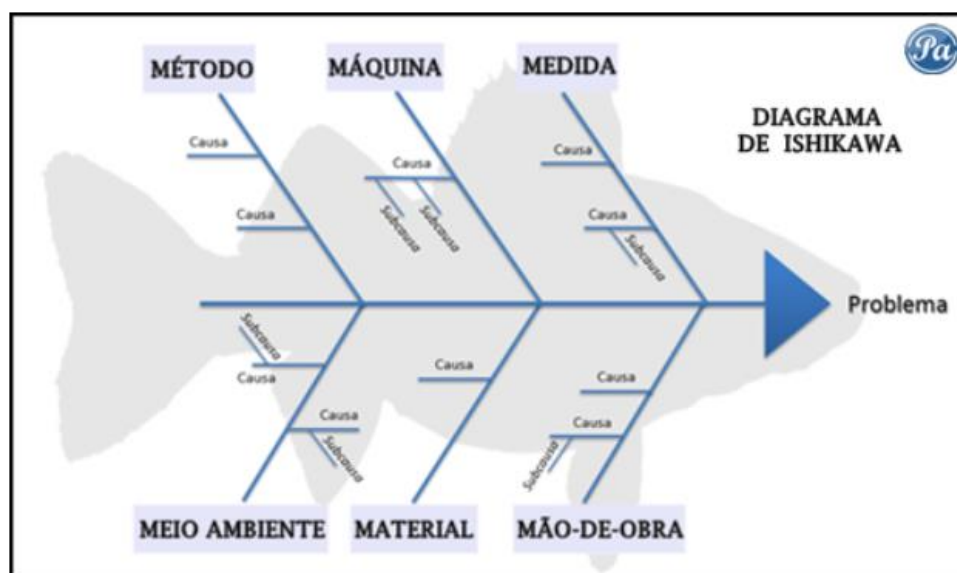 Pa
MÉTODO
MÁQUINA
MEDIDA
DIAGRAMA
DE ISHIKAWA
Causa
Causa
Causa
Subcausa
Subcausa
Causa
Causa
Subcausa
Problema
Subcausa
Causa
Causa
Subcausa
Causa
Causa
Causa
Subcausa
MEIO AMBIENTE
MATERIAL
MÃO-DE-OBRA